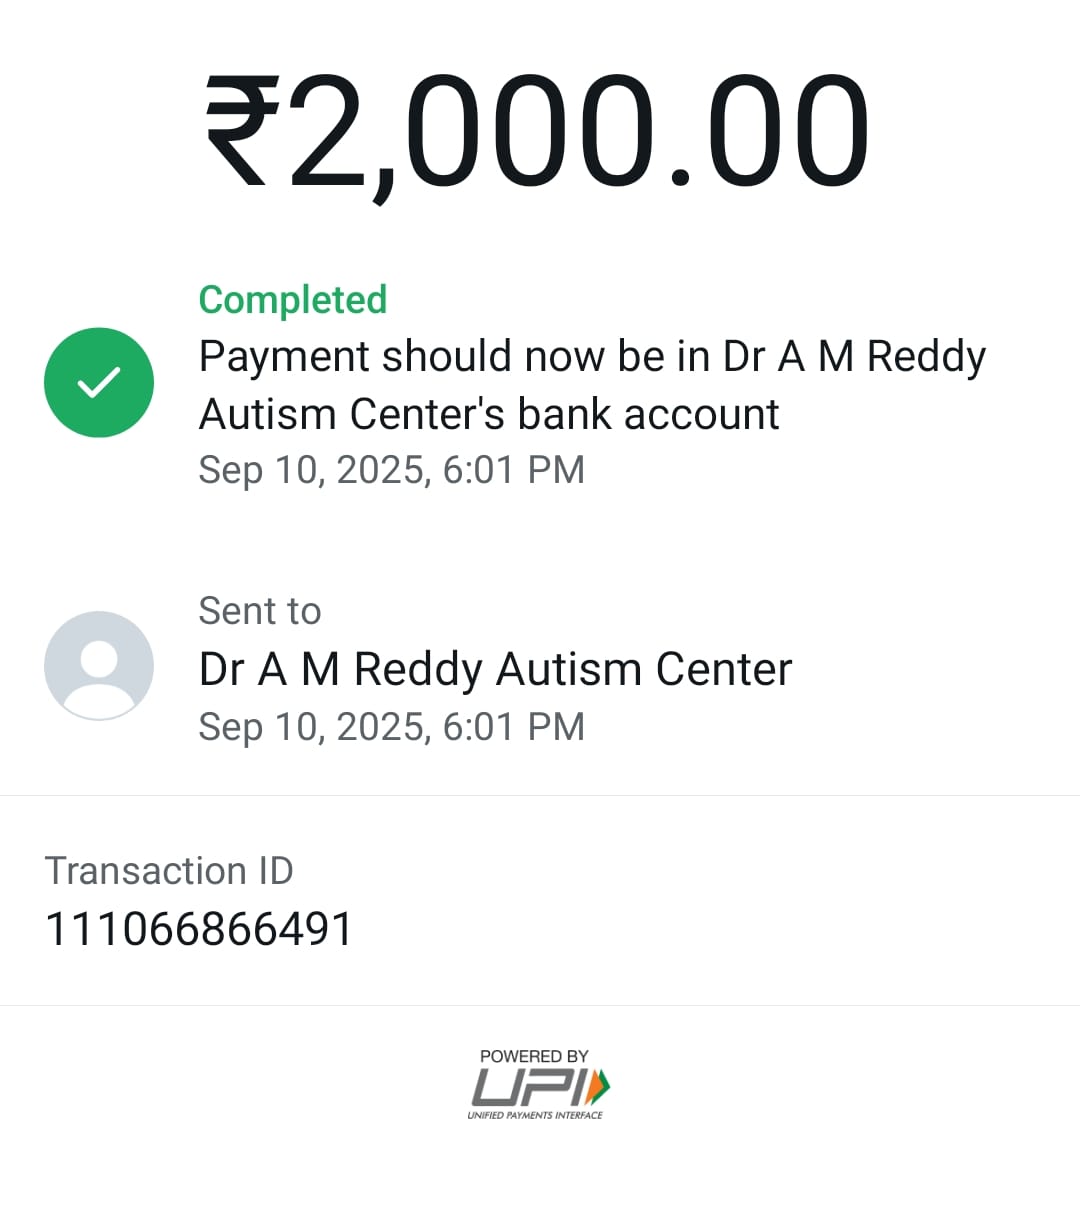 ₹2,000.00
Completed
Payment should now be in Dr A M Reddy
Autism Center's bank account
Sep 10, 2025, 6:01 PM
Sent to
Dr A M Reddy Autism Center
Sep 10, 2025, 6:01 PM
Transaction ID
111066866491
POWERED BY
UPI
UNIFIED PAYMENTS INTERFACE